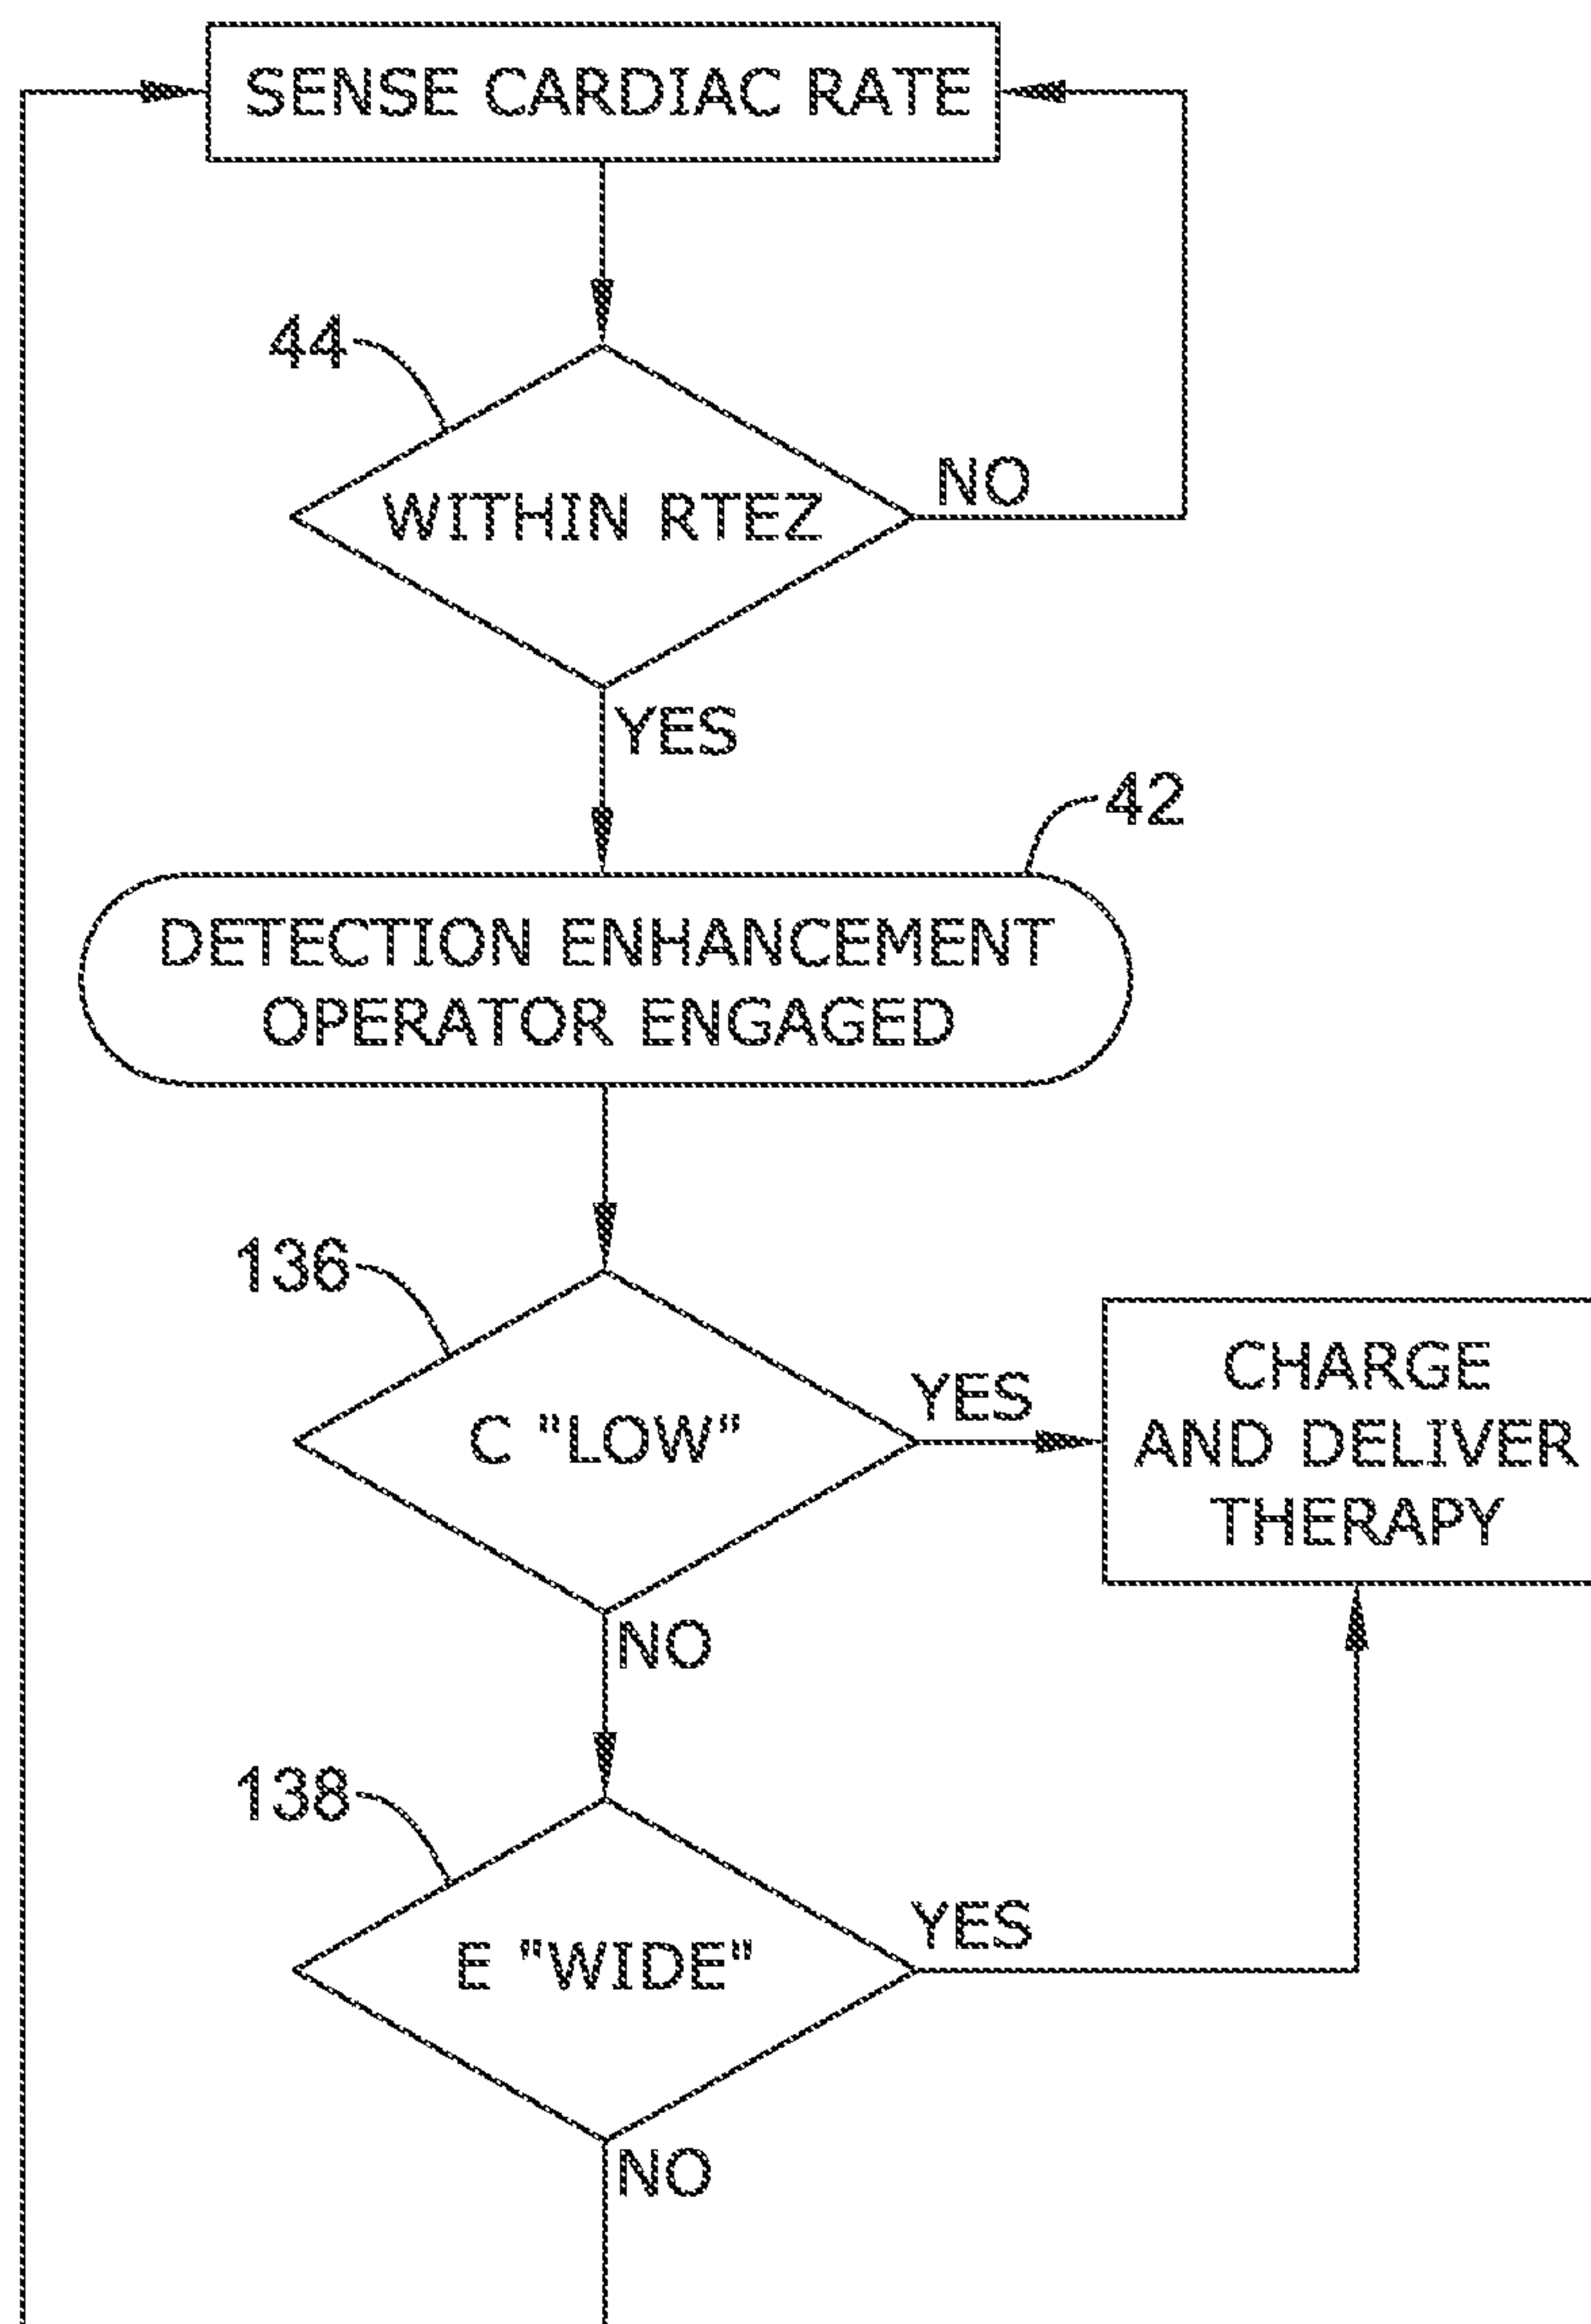 SENSE CARDIAC RATE
44
WITHIN RTEZ
NO
YES
42
DETECTION ENHANCEMENT
OPERATOR ENGAGED
136
C "LOW"
YES
CHARGE
AND DELIVER
THERAPY
NO
138
E "WIDE"
YES
NO